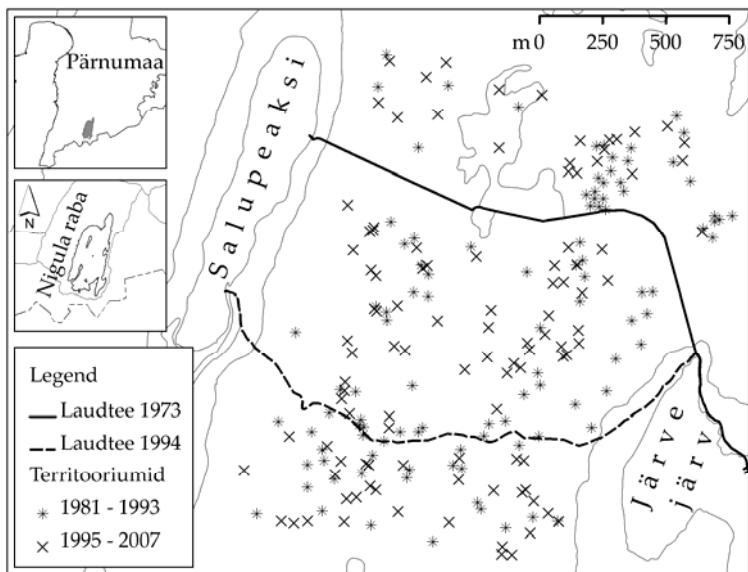 Pärnumaa
N
Nigula raba
Legend
Laudtee 1973
Laudtee 1994
Territooriumid
1981 - 1993
1995 - 2007
Salupeaksi
m 0 250 500 750
Järve
järv